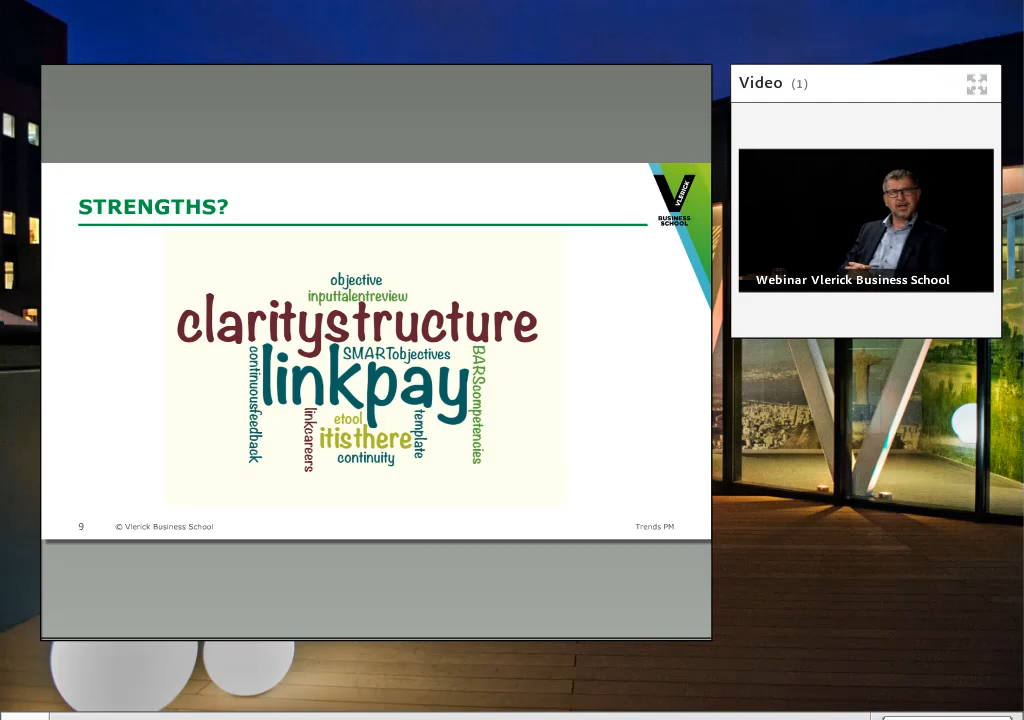 Video (1)
STRENGTHS?
VLERICK
BUSINESS
SCHOOL
objective
inputtalentreview
claritystructure
SMARTobjectives
linkpay
continuousfeedback
BARScompetencies
linkcareers
etool
template
itisthere
continuity
Webinar Vlerick Business School
9 © Vlerick Business School Trends PM